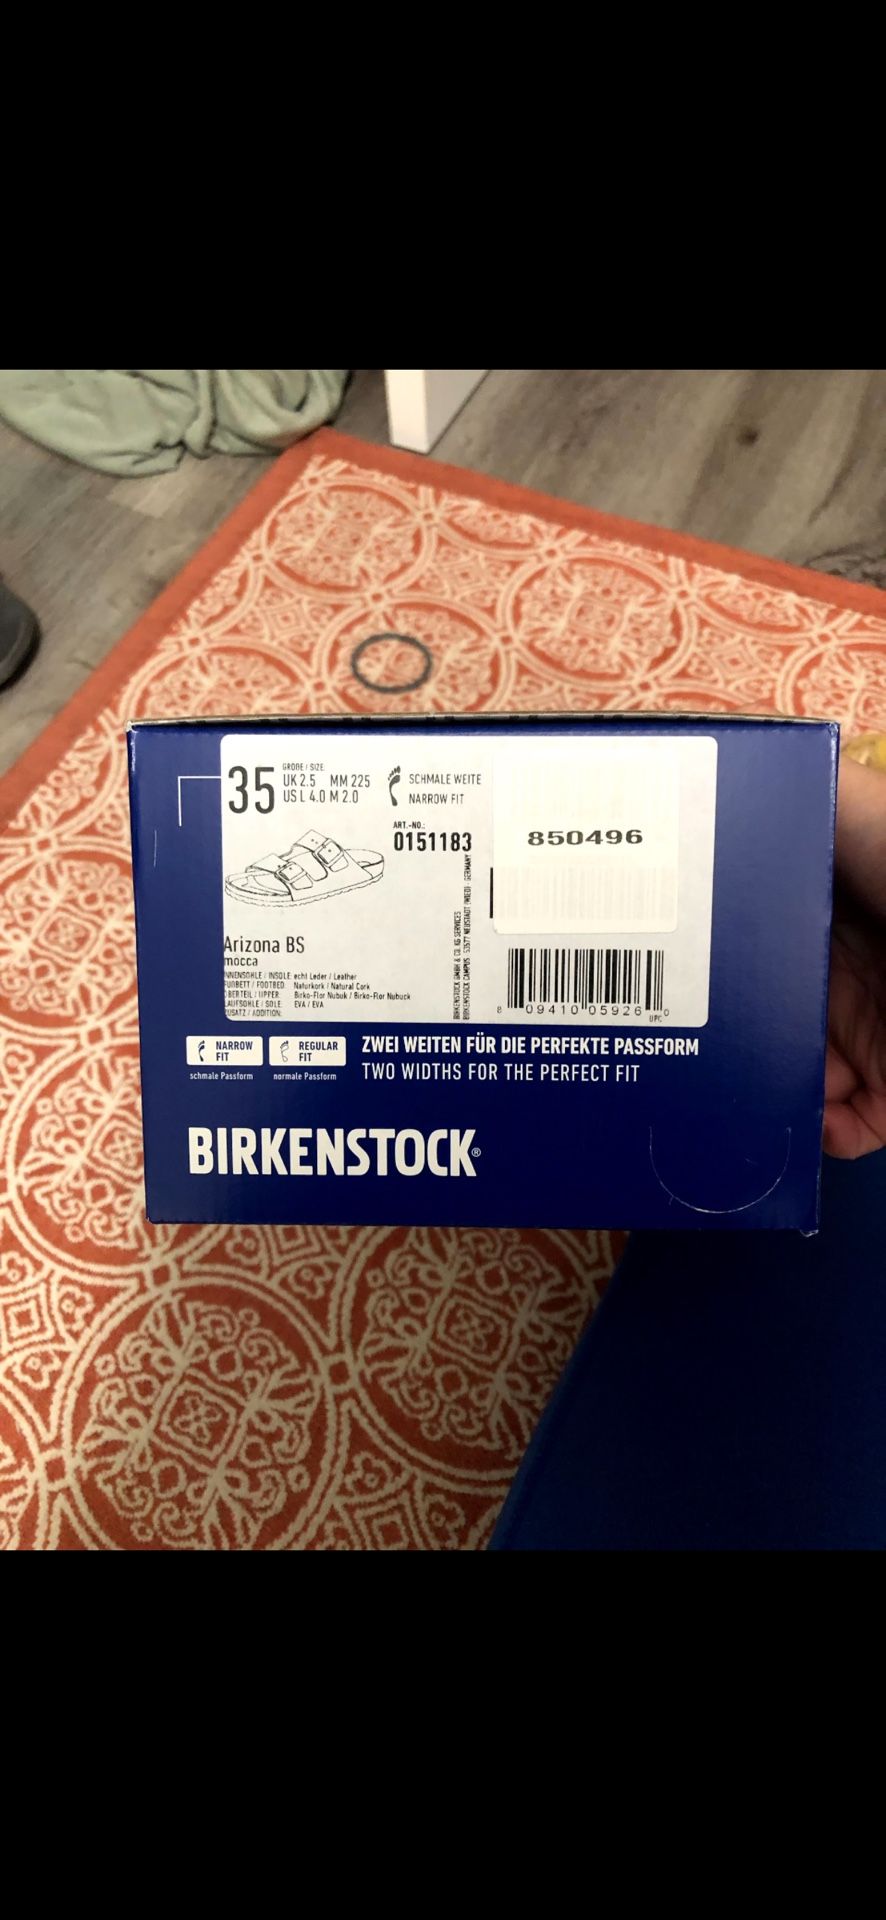 35
GRÖßE / SIZE
UK 2.5 MM 225
US L 4.0 M 2.0
SCHMALE WEITE
NARROW FIT
ART.-NO.:
0151183
850496
Arizona BS
mocca
NNENSOHLE / INSOLE: echt Leder / Leather
FUßBETT / FOOTBED: Naturkork / Natural Cork
OBERTEIL / UPPER: Birko-Flor Nubuk / Birko-Flor Nubuck
LAUFSOHLE / SOLE: EVA / EVA
ZUSATZ / ADDITION:
BIRKENSTOCK GMBH & CO. KG SERVICES
BIRKENSTOCK CAMPUS 53577 NEUSTADT (WIED) GERMANY
8 09410 05926 0
UPC
NARROW FIT
schmale Passform
REGULAR FIT
normale Passform
ZWEI WEITEN FÜR DIE PERFEKTE PASSFORM
TWO WIDTHS FOR THE PERFECT FIT
BIRKENSTOCK®